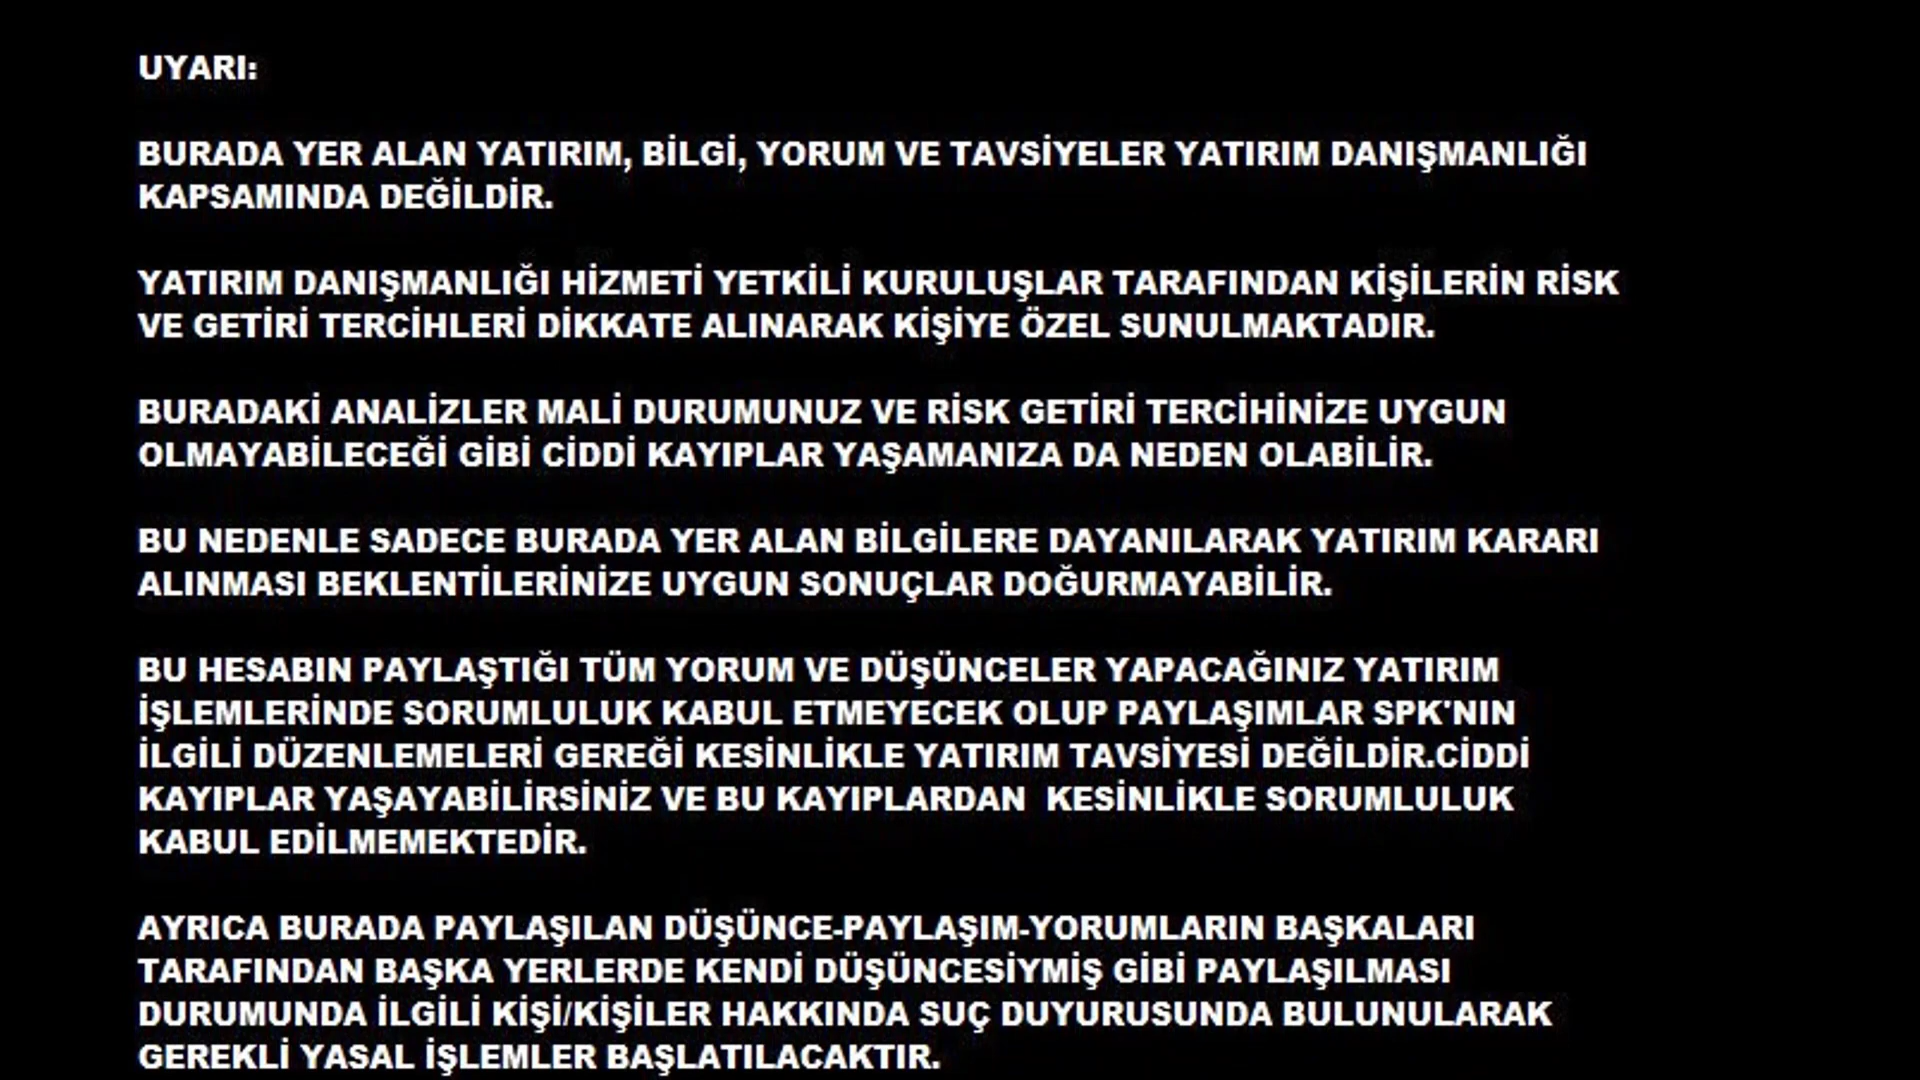 UYARI:
BURADA YER ALAN YATIRIM, BİLGİ, YORUM VE TAVSİYELER YATIRIM DANIŞMANLIĞI
KAPSAMINDA DEĞİLDİR.
YATIRIM DANIŞMANLIĞI HİZMETİ YETKİLİ KURULUŞLAR TARAFINDAN KİŞİLERİN RİSK
VE GETİRİ TERCİHLERİ DİKKATE ALINARAK KİŞİYE ÖZEL SUNULMAKTADIR.
BURADAKİ ANALİZLER MALİ DURUMUNUZ VE RİSK GETİRİ TERCİHİNİZE UYGUN
OLMAYABİLECEĞİ GİBİ CİDDİ KAYIPLAR YAŞAMANIZA DA NEDEN OLABİLİR.
BU NEDENLE SADECE BURADA YER ALAN BİLGİLERE DAYANILARAK YATIRIM KARARI
ALINMASI BEKLENTİLERİNİZE UYGUN SONUÇLAR DOĞURMAYABİLİR.
BU HESABIN PAYLAŞTIĞI TÜM YORUM VE DÜŞÜNCELER YAPACAĞINIZ YATIRIM
İŞLEMLERİNDE SORUMLULUK KABUL ETMEYECEK OLUP PAYLAŞIMLAR SPK'NIN
İLGİLİ DÜZENLEMELERİ GEREĞİ KESİNLİKLE YATIRIM TAVSİYESİ DEĞİLDİR.CİDDİ
KAYIPLAR YAŞAYABİLİRSİNİZ VE BU KAYIPLARDAN  KESİNLİKLE SORUMLULUK
KABUL EDİLMEMEKTEDİR.
AYRICA BURADA PAYLAŞILAN DÜŞÜNCE-PAYLAŞIM-YORUMLARIN BAŞKALARI
TARAFINDAN BAŞKA YERLERDE KENDİ DÜŞÜNCESİYMİŞ GİBİ PAYLAŞILMASI
DURUMUNDA İLGİLİ KİŞİ/KİŞİLER HAKKINDA SUÇ DUYURUSUNDA BULUNULARAK
GEREKLİ YASAL İŞLEMLER BAŞLATILACAKTIR.